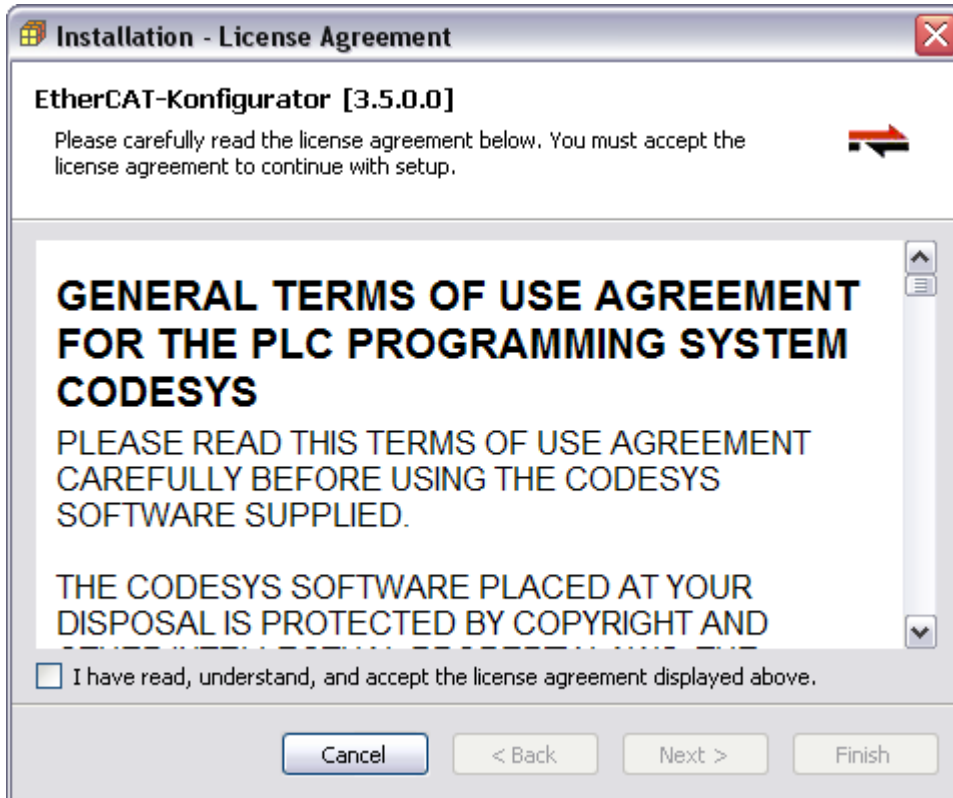 Installation - License Agreement
EtherCAT-Konfigurator [3.5.0.0]
Please carefully read the license agreement below. You must accept the
license agreement to continue with setup.
GENERAL TERMS OF USE AGREEMENT
FOR THE PLC PROGRAMMING SYSTEM
CODESYS
PLEASE READ THIS TERMS OF USE AGREEMENT
CAREFULLY BEFORE USING THE CODESYS
SOFTWARE SUPPLIED.
THE CODESYS SOFTWARE PLACED AT YOUR
DISPOSAL IS PROTECTED BY COPYRIGHT AND
I have read, understand, and accept the license agreement displayed above.
Cancel
< Back
Next >
Finish